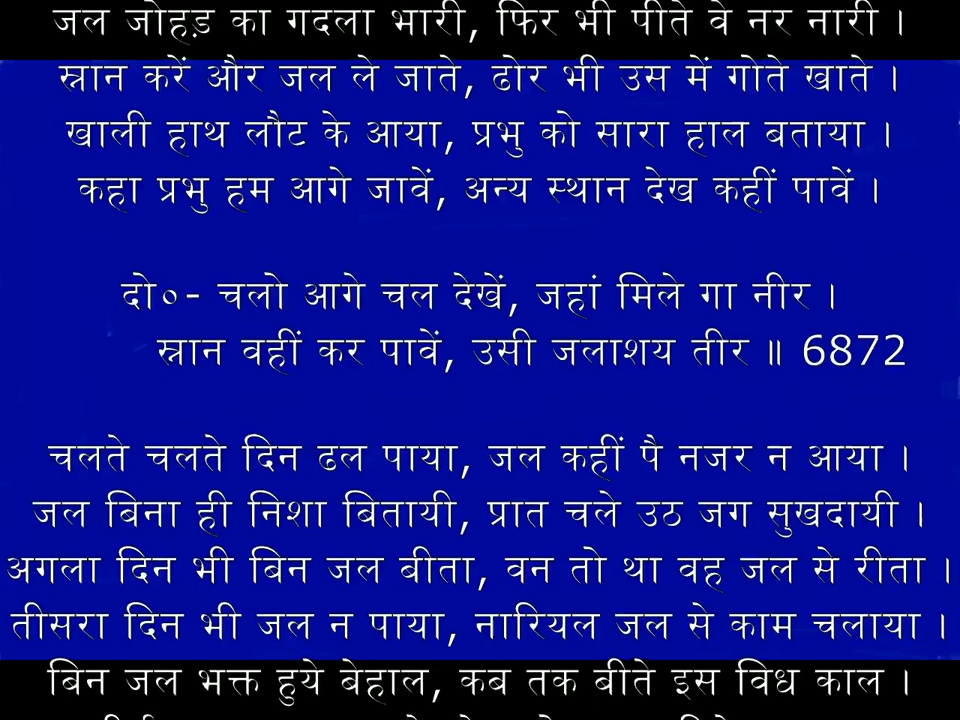 जल जोहड़ का गदला भारी, फिर भी पीते वे नर नारी ।
स्नान करें और जल ले जाते, ढोर भी उस में गोते खाते ।
खाली हाथ लौट के आया, प्रभु को सारा हाल बताया ।
कहा प्रभु हम आगे जावें, अन्य स्थान देख कहीं पावें ।
दो०- चलो आगे चल देखें, जहां मिले गा नीर ।
स्नान वहीं कर पावें, उसी जलाशय तीर ॥ 6872
चलते चलते दिन ढल पाया, जल कहीं पै नजर न आया ।
जल बिना ही निशा बितायी, प्रात चले उठ जग सुखदायी ।
अगला दिन भी बिन जल बीता, वन तो था वह जल से रीता ।
तीसरा दिन भी जल न पाया, नारियल जल से काम चलाया ।
बिन जल भक्त हुये बेहाल, कब तक बीते इस विध काल ।